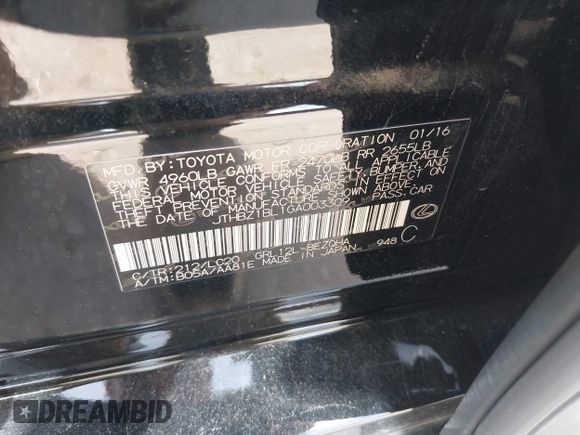 MFD. BY: TOYOTA MOTOR CORPORATION 01/16
GVWR 4960LB GAWR FR 2470LB RR 2655LB
THIS VEHICLE CONFORMS TO ALL APPLICABLE
FEDERAL MOTOR VEHICLE SAFETY, BUMPER, AND
THEFT PREVENTION STANDARDS IN EFFECT ON
THE DATE OF MANUFACTURE SHOWN ABOVE.
JTHBZ1BL1GA003309 PASS. CAR
C/TR:212/LC20 GRL12L-BEZQHA
A/TM:B05A/AA81E MADE IN JAPAN 948 C
DREAMBID